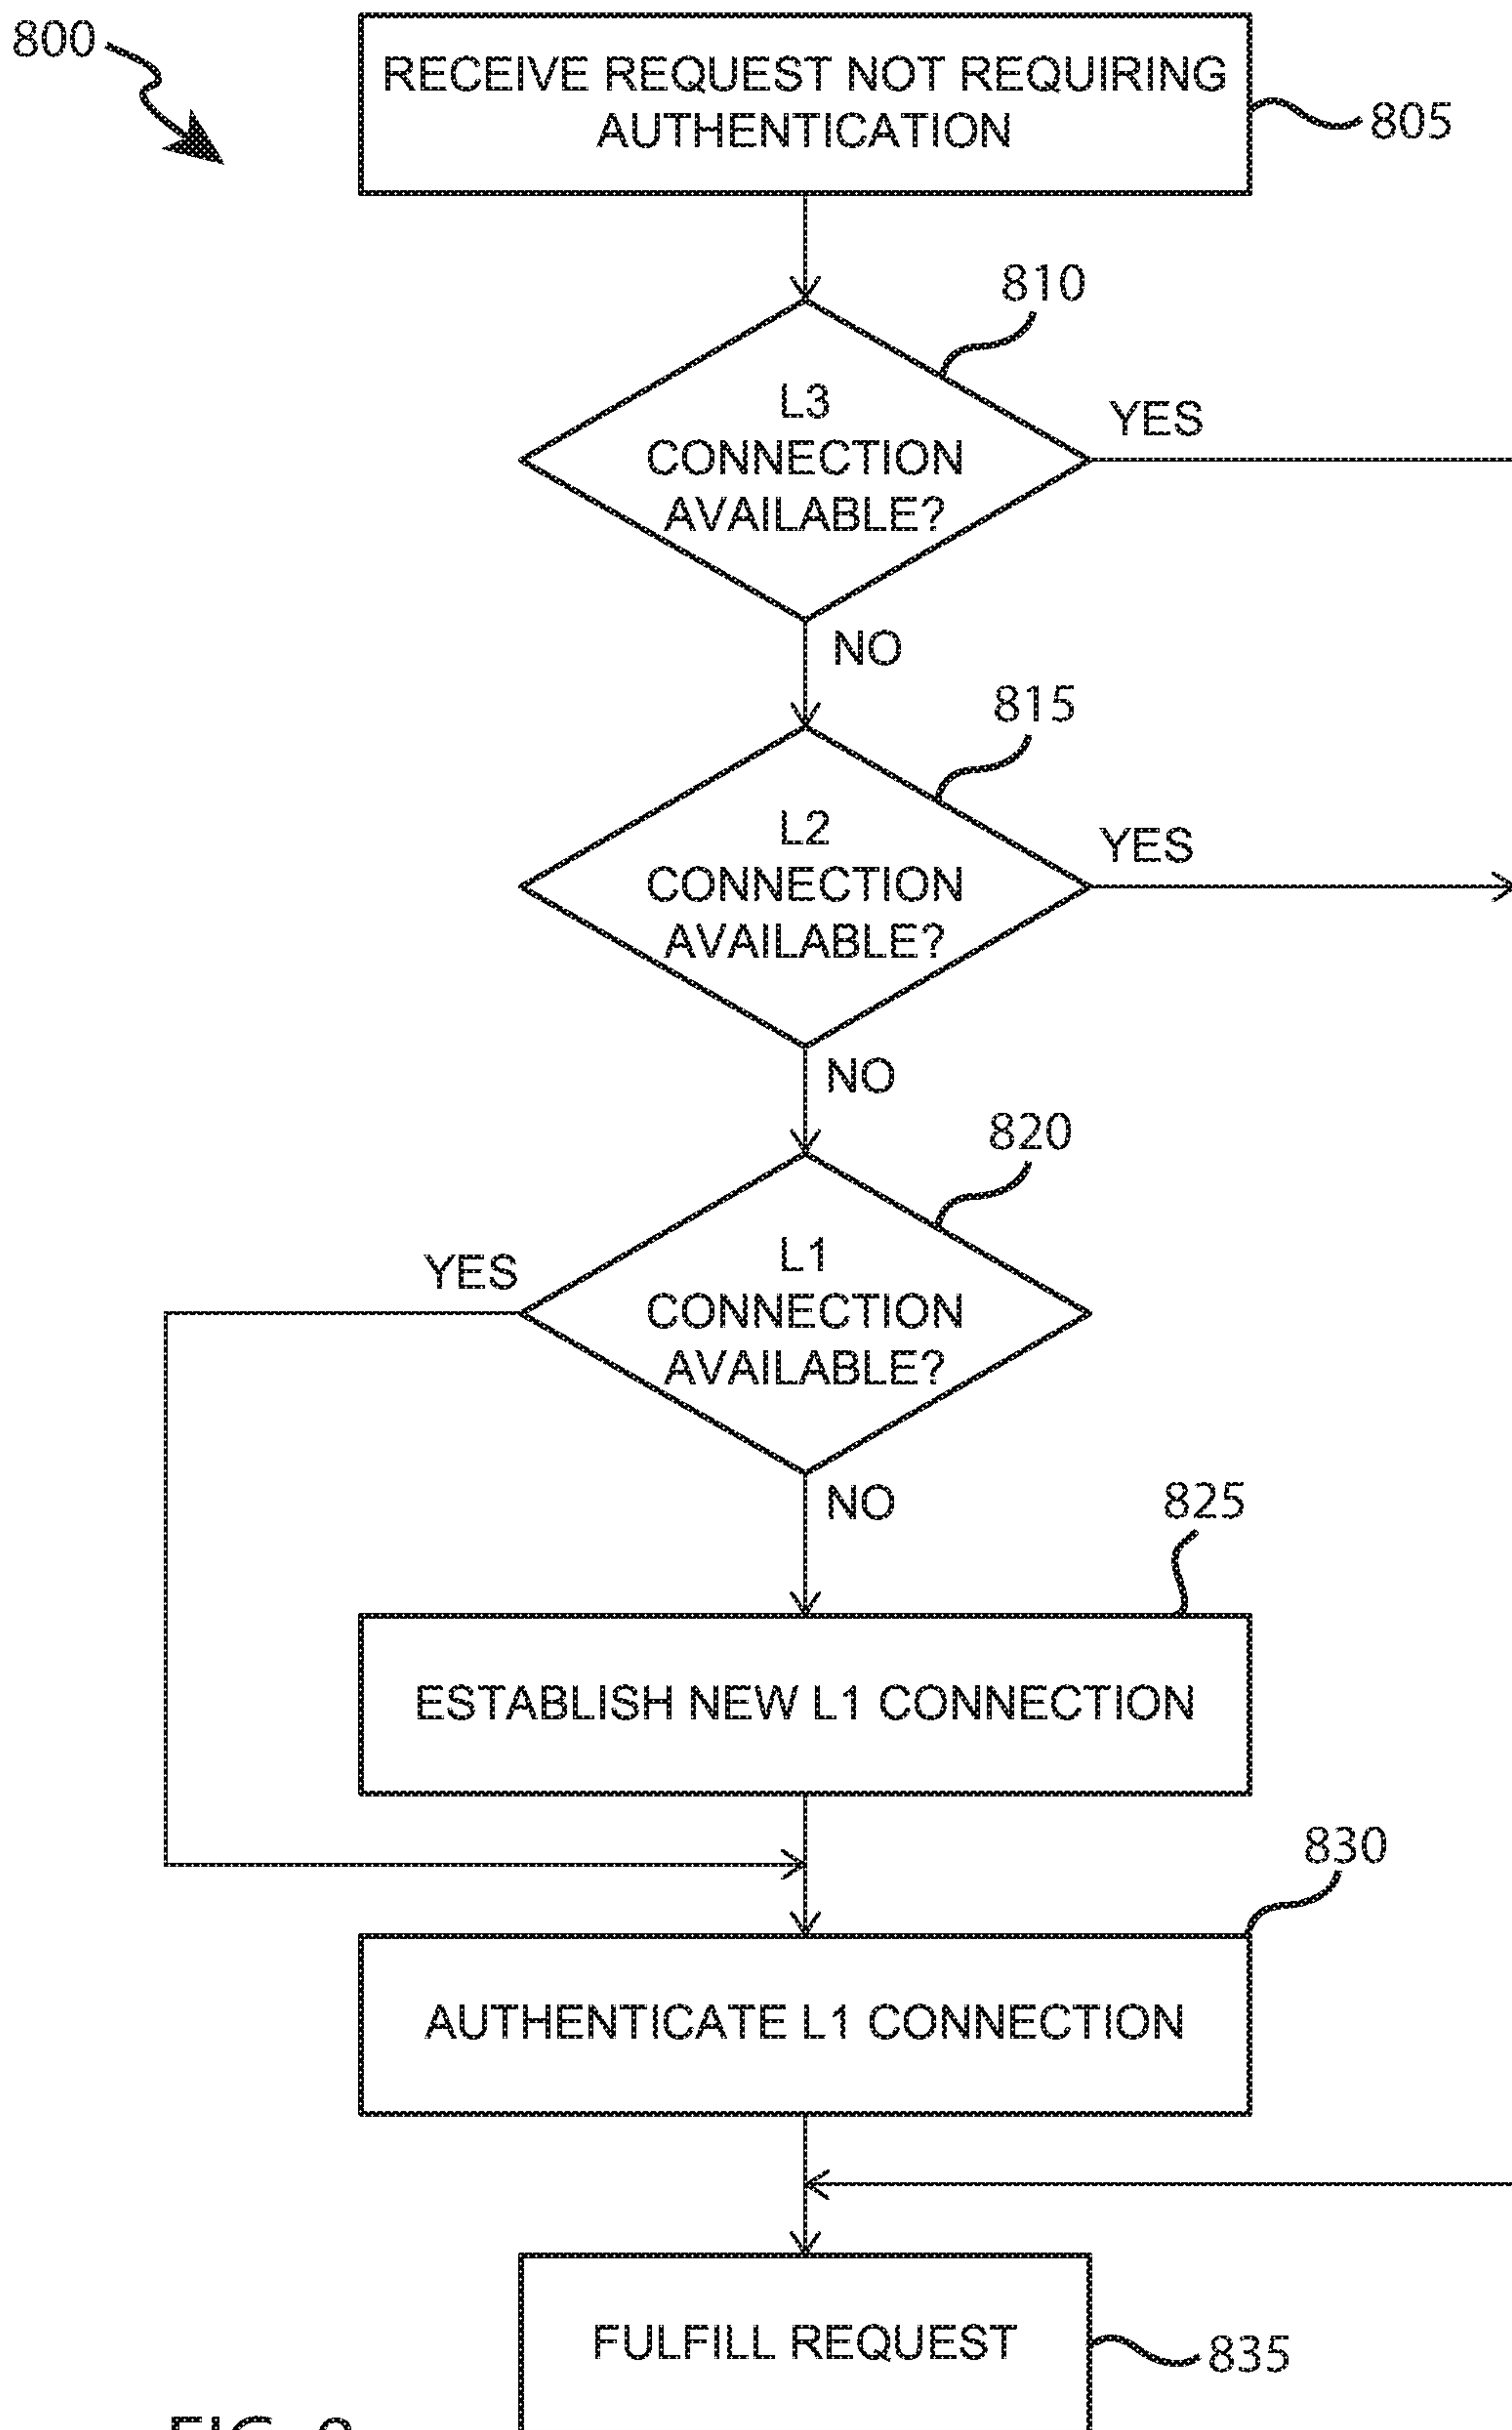 800
RECEIVE REQUEST NOT REQUIRING
AUTHENTICATION
805
810
L3
CONNECTION
AVAILABLE?
YES
NO
815
L2
CONNECTION
AVAILABLE?
YES
NO
820
YES
L1
CONNECTION
AVAILABLE?
NO
825
ESTABLISH NEW L1 CONNECTION
830
AUTHENTICATE L1 CONNECTION
FULFILL REQUEST
835
FIG.